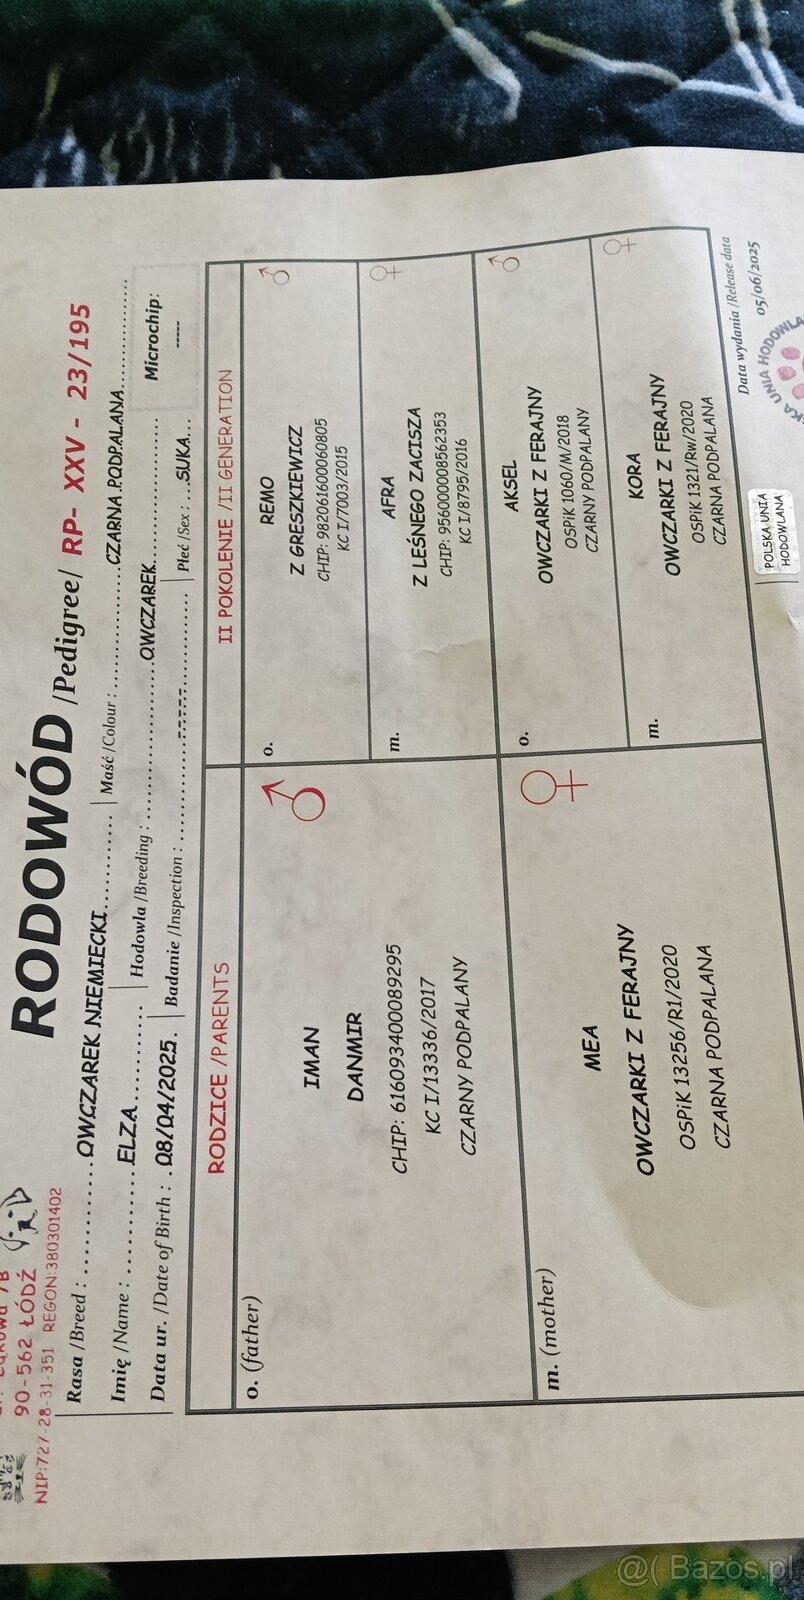 90-562 ŁÓDŹ
NIP:727-28-31-351 REGON:380301402
RODOWÓD /Pedigree/ RP- XXV - 23/195
Rasa /Breed : OWCZAREK NIEMIECKI
Maść /Colour : CZARNA PODPALANA
Imię /Name : ELZA
Hodowla /Breeding : OWCZAREK
Data ur. /Date of Birth : 08/04/2025
Badanie /Inspection : -----
Płeć /Sex : SUKA
Microchip:
-----
RODZICE /PARENTS
II POKOLENIE /II GENERATION
o. (father)
IMAN
DANMIR
CHIP: 616093400089295
KC I/13336/2017
CZARNY PODPALANY
♂
o.
REMO
Z GRESZKIEWICZ
CHIP: 982061600060805
KC I/7003/2015
♂
m.
AFRA
Z LEŚNEGO ZACISZA
CHIP: 956000008562353
KC I/8795/2016
♀
m. (mother)
MEA
OWCZARKI Z FERAJNY
OSPiK 13256/R1/2020
CZARNA PODPALANA
♀
o.
AKSEL
OWCZARKI Z FERAJNY
OSPiK 1060/M/2018
CZARNY PODPALANY
♂
m.
KORA
OWCZARKI Z FERAJNY
OSPiK 1321/Rw/2020
CZARNA PODPALANA
♀
POLSKA UNIA
HODOWLANA
Data wydania /Release data
05/06/2025
UNIA HODOWLA
@( Bazos.pl